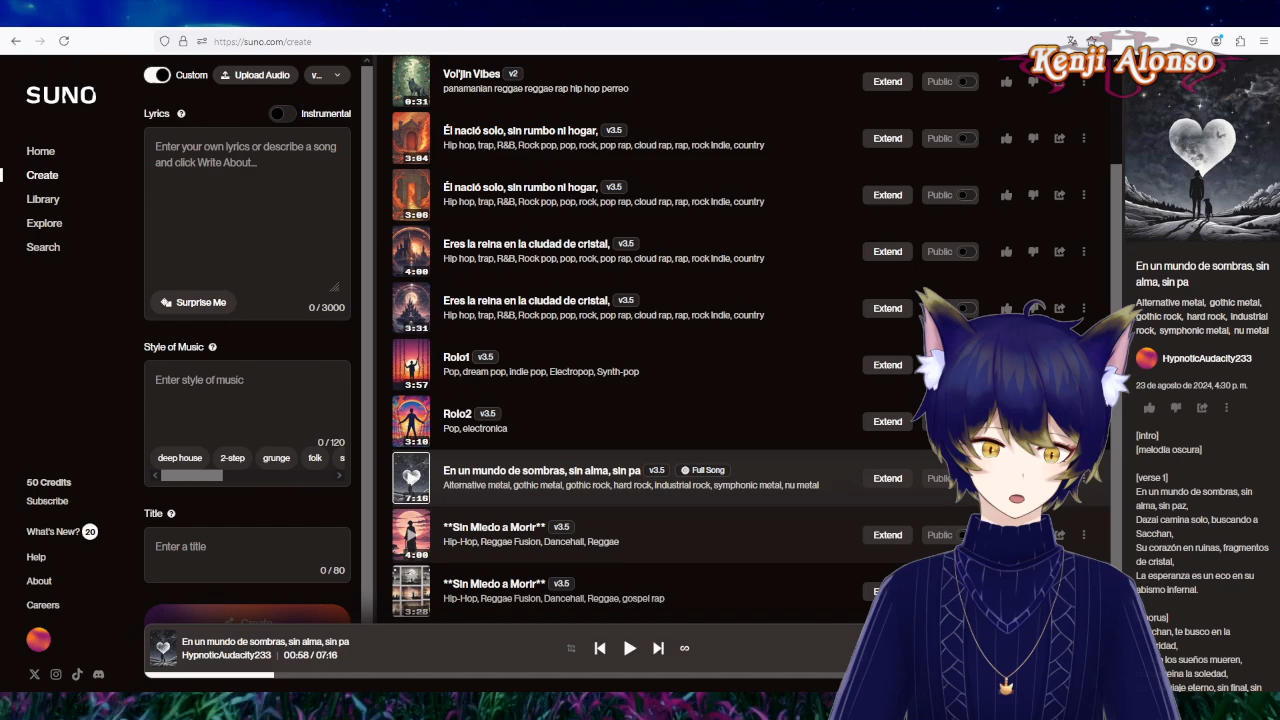 https://suno.com/create
Kenji Alonso
SUNO
Home
Create
Library
Explore
Search
50 Credits
Subscribe
What's New? 20
Help
About
Careers
Custom
Upload Audio
v...
Lyrics
Instrumental
Enter your own lyrics or describe a song
and click Write About...
Surprise Me
0 / 3000
Style of Music
Enter style of music
0 / 120
deep house
2-step
grunge
folk
s
Title
Enter a title
0 / 80
Create
0:31
Vol'jin Vibes v2
panamanian reggae reggae rap hip hop perreo
Extend
Public
3:04
Él nació solo, sin rumbo ni hogar, v3.5
Hip hop, trap, R&B, Rock pop, pop, rock, pop rap, cloud rap, rap, rock Indie, country
Extend
Public
3:06
Él nació solo, sin rumbo ni hogar, v3.5
Hip hop, trap, R&B, Rock pop, pop, rock, pop rap, cloud rap, rap, rock Indie, country
Extend
Public
4:00
Eres la reina en la ciudad de cristal, v3.5
Hip hop, trap, R&B, Rock pop, pop, rock, pop rap, cloud rap, rap, rock Indie, country
Extend
Public
3:31
Eres la reina en la ciudad de cristal, v3.5
Hip hop, trap, R&B, Rock pop, pop, rock, pop rap, cloud rap, rap, rock Indie, country
Extend
3:57
Rolo1 v3.5
Pop, dream pop, indie pop, Electropop, Synth-pop
Extend
3:10
Rolo2 v3.5
Pop, electronica
Extend
7:16
En un mundo de sombras, sin alma, sin pa v3.5 Full Song
Alternative metal, gothic metal, gothic rock, hard rock, industrial rock, symphonic metal, nu metal
Extend
4:00
**Sin Miedo a Morir** v3.5
Hip-Hop, Reggae Fusion, Dancehall, Reggae
Extend
Public
3:28
**Sin Miedo a Morir** v3.5
Hip-Hop, Reggae Fusion, Dancehall, Reggae, gospel rap
En un mundo de sombras, sin alma, sin pa
HypnoticAudacity233 | 00:58 / 07:16
En un mundo de sombras, sin
alma, sin pa
Alternative metal, gothic metal,
gothic rock, hard rock, industrial
rock, symphonic metal, nu metal
HypnoticAudacity233
23 de agosto de 2024, 4:30 p. m.
[intro]
[melodía oscura]
[verse 1]
En un mundo de sombras, sin
alma, sin paz,
Dazai camina solo, buscando a
Sacchan,
Su corazón en ruinas, fragmentos
de cristal,
La esperanza es un eco en su
abismo infernal.
te busco en la
los sueños mueren,
reina la soledad,
eterno, sin final, sin